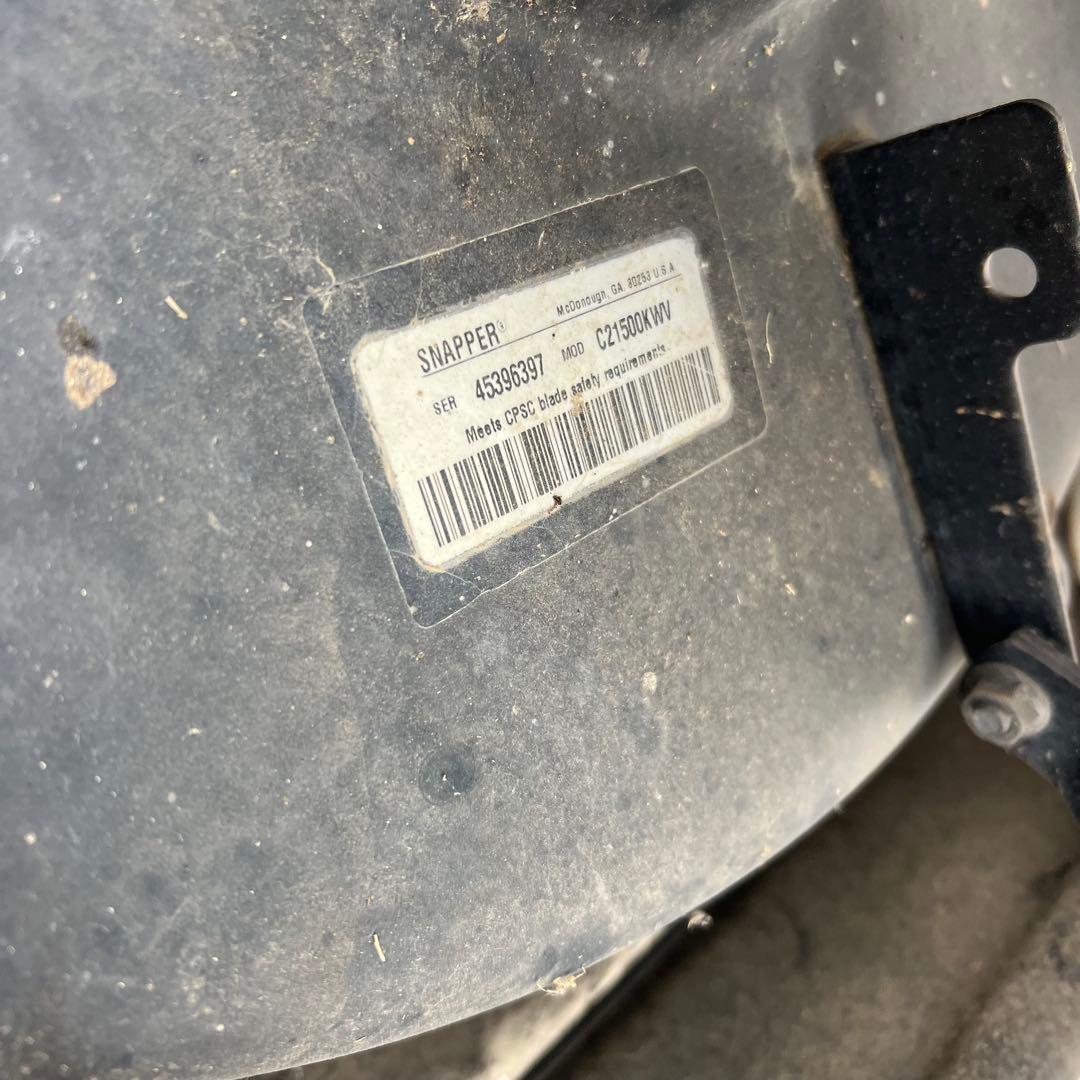 SNAPPER® McDonough, GA. 30253 U.S.A
SER 45396397 MOD C21500KWV
Meets CPSC blade safety requirements.